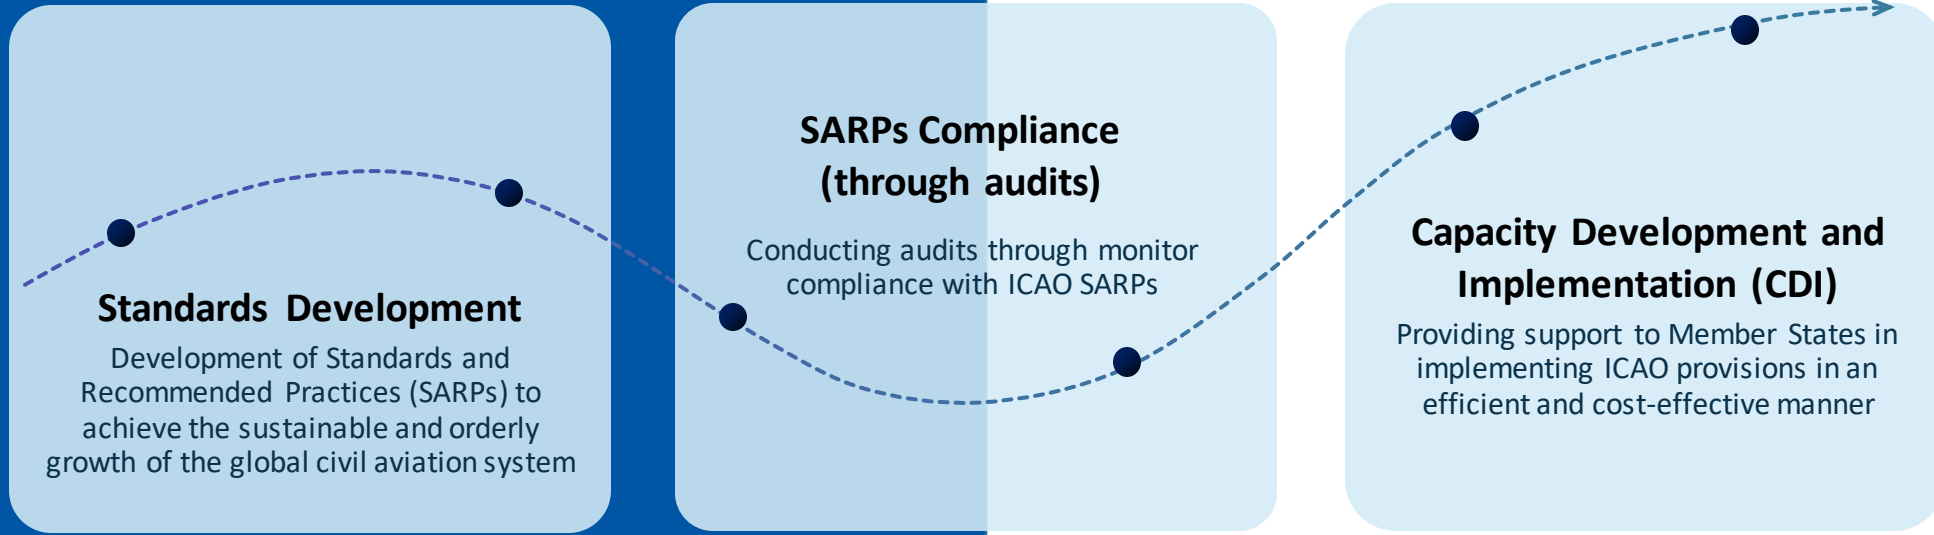 Standards Development
Development of Standards and
Recommended Practices (SARPs) to
achieve the sustainable and orderly
growth of the global civil aviation system
SARPs Compliance
(through audits)
Conducting audits through monitor
compliance with ICAO SARPs
Capacity Development and
Implementation (CDI)
Providing support to Member States in
implementing ICAO provisions in an
efficient and cost-effective manner